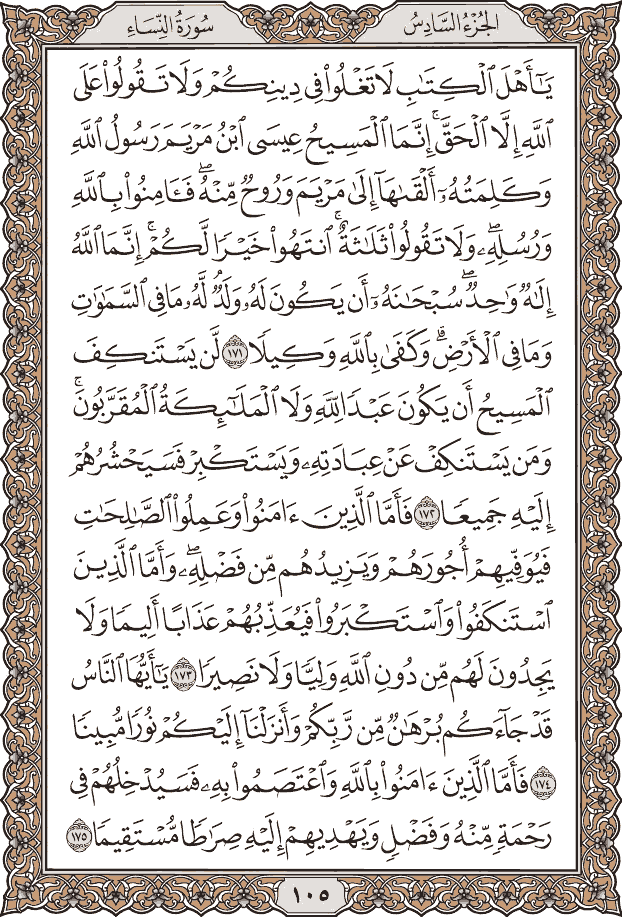 الجُزْءُ السَّادِسُ
سُورَةُ النِّسَاءِ
يَـٰٓأَهْلَ ٱلْكِتَـٰبِ لَا تَغْلُوا۟ فِى دِينِكُمْ وَلَا تَقُولُوا۟ عَلَى
ٱللَّهِ إِلَّا ٱلْحَقَّ ۚ إِنَّمَا ٱلْمَسِيحُ عِيسَى ٱبْنُ مَرْيَمَ رَسُولُ ٱللَّهِ
وَكَلِمَتُهُۥٓ أَلْقَىٰهَآ إِلَىٰ مَرْيَمَ وَرُوحٌ مِّنْهُ ۖ فَـَٔامِنُوا۟ بِٱللَّهِ
وَرُسُلِهِۦ ۖ وَلَا تَقُولُوا۟ ثَلَـٰثَةٌ ۚ ٱنتَهُوا۟ خَيْرًا لَّكُمْ ۚ إِنَّمَا ٱللَّهُ
إِلَـٰهٌ وَٰحِدٌ ۖ سُبْحَـٰنَهُۥٓ أَن يَكُونَ لَهُۥ وَلَدٌ ۘ لَّهُۥ مَا فِى ٱلسَّمَـٰوَٰتِ
وَمَا فِى ٱلْأَرْضِ ۗ وَكَفَىٰ بِٱللَّهِ وَكِيلًا ١٧١ لَّن يَسْتَنكِفَ
ٱلْمَسِيحُ أَن يَكُونَ عَبْدًا لِّلَّهِ وَلَا ٱلْمَلَـٰٓئِكَةُ ٱلْمُقَرَّبُونَ ۚ
وَمَن يَسْتَنكِفْ عَنْ عِبَادَتِهِۦ وَيَسْتَكْبِرْ فَسَيَحْشُرُهُمْ
إِلَيْهِ جَمِيعًا ١٧٢ فَأَمَّا ٱلَّذِينَ ءَامَنُوا۟ وَعَمِلُوا۟ ٱلصَّـٰلِحَـٰتِ
فَيُوَفِّيهِمْ أُجُورَهُمْ وَيَزِيدُهُم مِّن فَضْلِهِۦ ۖ وَأَمَّا ٱلَّذِينَ
ٱسْتَنكَفُوا۟ وَٱسْتَكْبَرُوا۟ فَيُعَذِّبُهُمْ عَذَابًا أَلِيمًا وَلَا
يَجِدُونَ لَهُم مِّن دُونِ ٱللَّهِ وَلِيًّا وَلَا نَصِيرًا ١٧٣ يَـٰٓأَيُّهَا ٱلنَّاسُ
قَدْ جَآءَكُم بُرْهَـٰنٌ مِّن رَّبِّكُمْ وَأَنزَلْنَآ إِلَيْكُمْ نُورًا مُّبِينًا
١٧٤ فَأَمَّا ٱلَّذِينَ ءَامَنُوا۟ بِٱللَّهِ وَٱعْتَصَمُوا۟ بِهِۦ فَسَيُدْخِلُهُمْ فِى
رَحْمَةٍ مِّنْهُ وَفَضْلٍ وَيَهْدِيهِمْ إِلَيْهِ صِرَٰطًا مُّسْتَقِيمًا ١٧٥
١٠٥